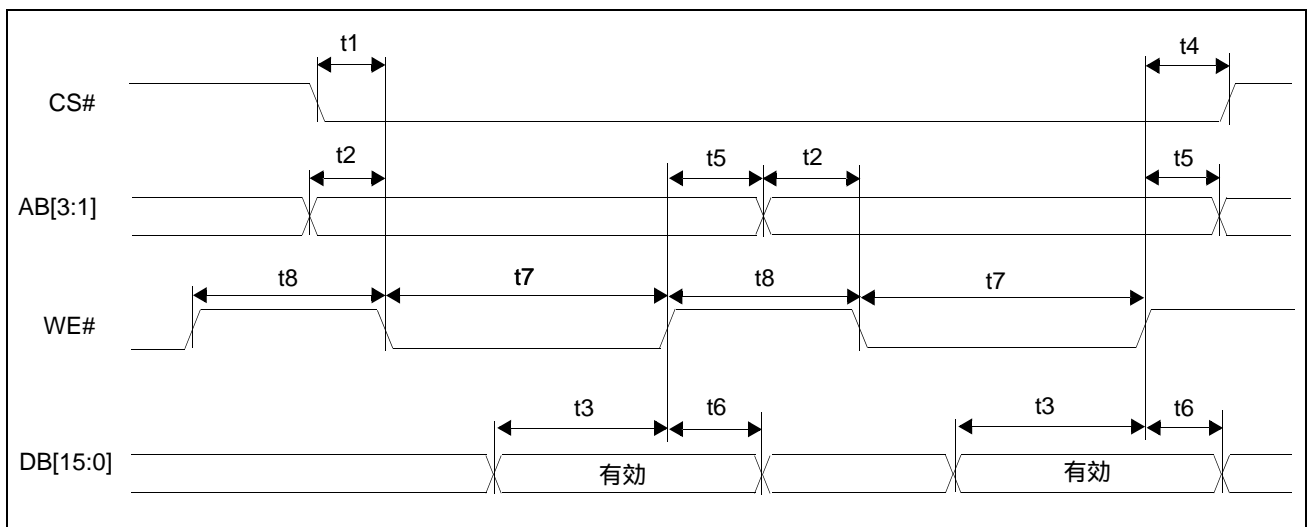 t1
t4
CS#
t2
t5
t2
t5
AB[3:1]
t8
t7
t8
t7
WE#
t3
t6
t3
t6
DB[15:0]
有効
有効